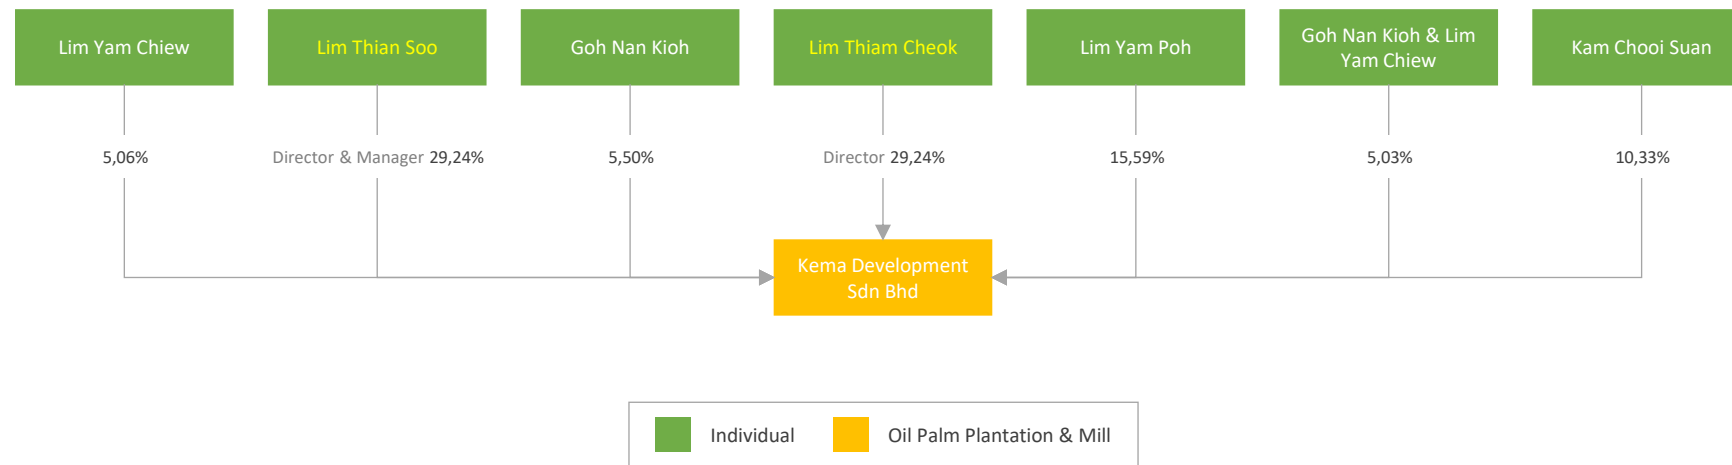 Lim Yam Chiew
Lim Thian Soo
Goh Nan Kioh
Lim Thiam Cheok
Lim Yam Poh
Goh Nan Kioh & Lim
Yam Chiew
Kam Chooi Suan
5,06%
Director & Manager 29,24%
5,50%
Director 29,24%
15,59%
5,03%
10,33%
Kema Development
Sdn Bhd
Individual
Oil Palm Plantation & Mill